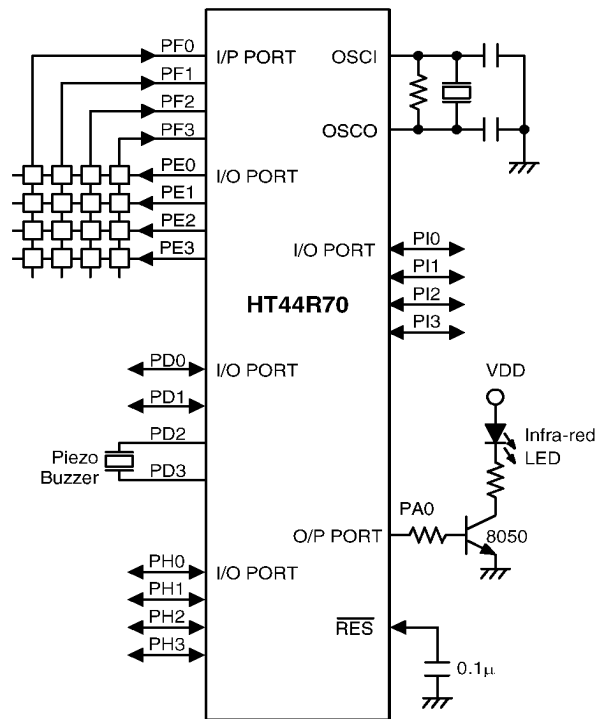 PF0
PF1
PF2
PF3
I/P PORT
PE0
PE1
PE2
PE3
I/O PORT
PD0
PD1
PD2
PD3
I/O PORT
Piezo
Buzzer
PH0
PH1
PH2
PH3
I/O PORT
HT44R70
OSCI
OSCO
I/O PORT
PI0
PI1
PI2
PI3
VDD
Infra-red
LED
PA0
O/P PORT
8050
RES
0.1μ